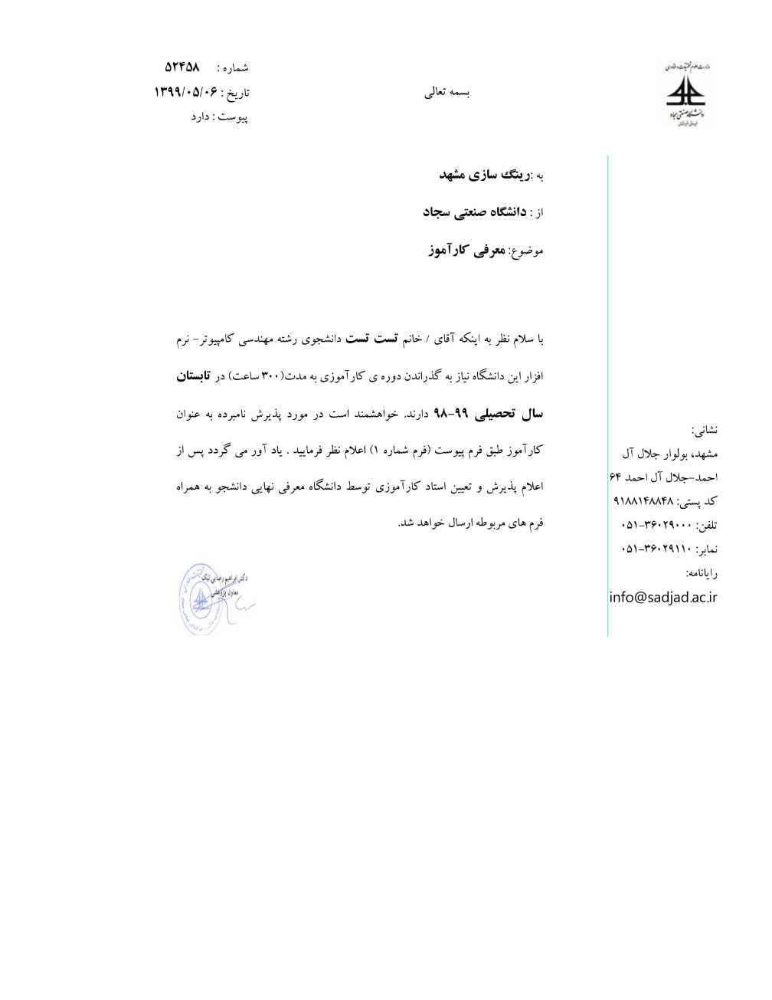 وزارت علوم تحقیقات و فناوری
دانشگاه صنعتی سجاد
شماره : ۵۲۴۵۸
بسمه تعالی
تاریخ : ۱۳۹۹/۰۵/۰۶
پیوست : دارد
به :رینگ سازی مشهد
از : دانشگاه صنعتی سجاد
موضوع: معرفی کارآموز
با سلام نظر به اینکه آقای / خانم تست تست دانشجوی رشته مهندسی کامپیوتر- نرم
افزار این دانشگاه نیاز به گذراندن دوره ی کارآموزی به مدت(۳۰۰ ساعت) در تابستان
سال تحصیلی ۹۹-۹۸ دارند. خواهشمند است در مورد پذیرش نامبرده به عنوان
کارآموز طبق فرم پیوست (فرم شماره ۱) اعلام نظر فرمایید . یاد آور می گردد پس از
اعلام پذیرش و تعیین استاد کارآموزی توسط دانشگاه معرفی نهایی دانشجو به همراه
فرم های مربوطه ارسال خواهد شد.
دکتر ابراهیم رضایی نیک
معاون پژوهشی
نشانی:
مشهد، بولوار جلال آل
احمد-جلال آل احمد ۶۴
کد پستی: ۹۱۸۸۱۴۸۸۴۸
تلفن: ۳۶۰۲۹۰۰۰-۰۵۱
نمابر: ۳۶۰۲۹۱۱۰-۰۵۱
رایانامه:
info@sadjad.ac.ir